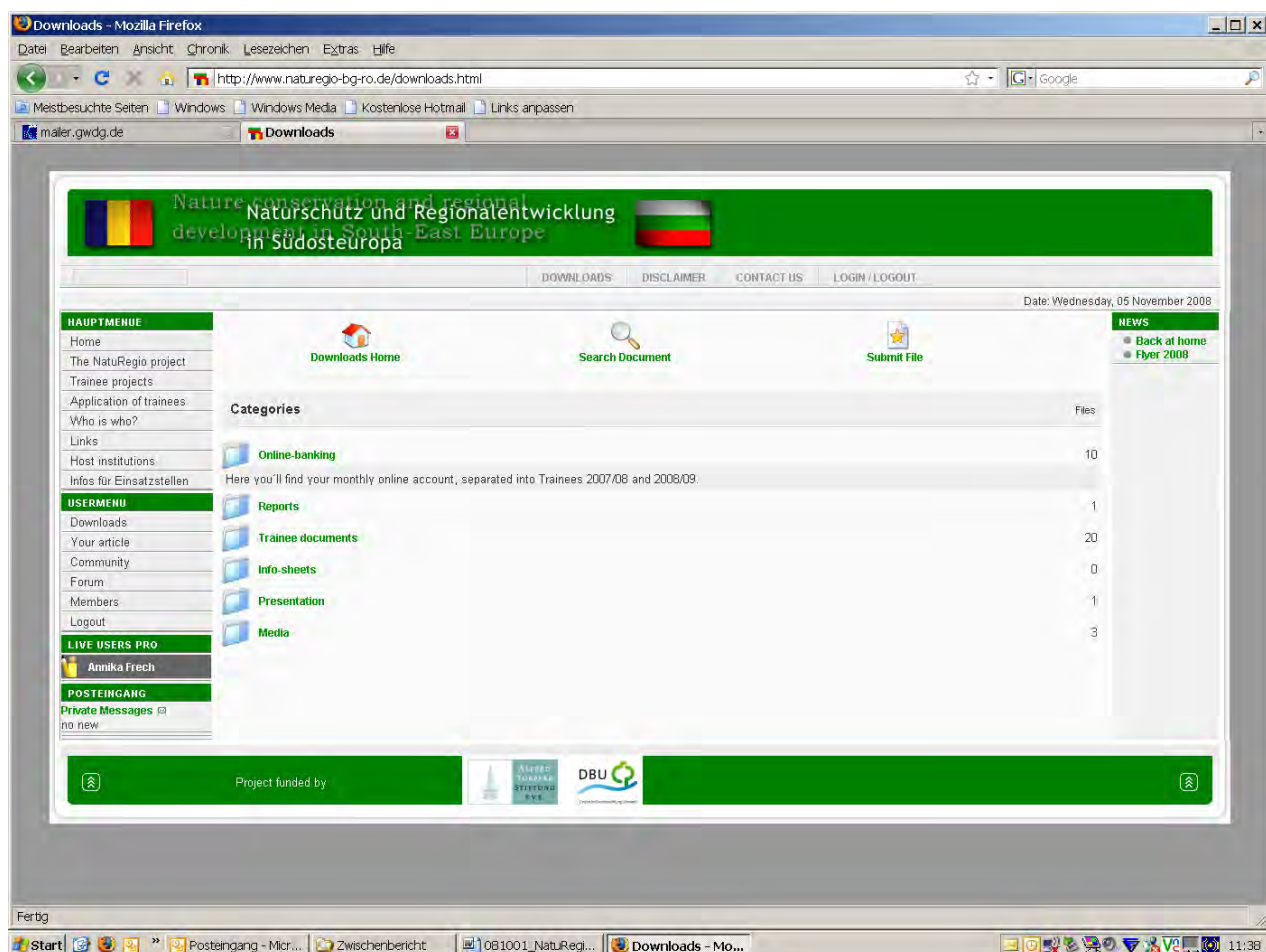 Downloads - Mozilla Firefox
Datei Bearbeiten Ansicht Chronik Lesezeichen Extras Hilfe
http://www.naturegio-bg-ro.de/downloads.html
Google
Meistbesuchte Seiten Windows Windows Media Kostenlose Hotmail Links anpassen
mailer.gwdg.de Downloads
Nature conservation and regional
development in South-East Europe
Naturschutz und Regionalentwicklung
in Südosteuropa
DOWNLOADS DISCLAIMER CONTACT US LOGIN / LOGOUT
Date: Wednesday, 05 November 2008
HAUPTMENUE
Home
The NatuRegio project
Trainee projects
Application of trainees
Who is who?
Links
Host institutions
Infos für Einsatzstellen
USERMENU
Downloads
Your article
Community
Forum
Members
Logout
LIVE USERS PRO
Annika Frech
POSTEINGANG
Private Messages
no new
Downloads Home Search Document Submit File
Categories Files
Online-banking 10
Here you'll find your monthly online account, separated into Trainees 2007/08 and 2008/09.
Reports 1
Trainee documents 20
Info-sheets 0
Presentation 1
Media 3
NEWS
Back at home
Flyer 2008
Project funded by
ALFRED
TOEPFER
STIFTUNG
F.V.S.
DBU
Fertig
Start Posteingang - Micr... Zwischenbericht 081001_NatuRegi... Downloads - Mo... 11:38